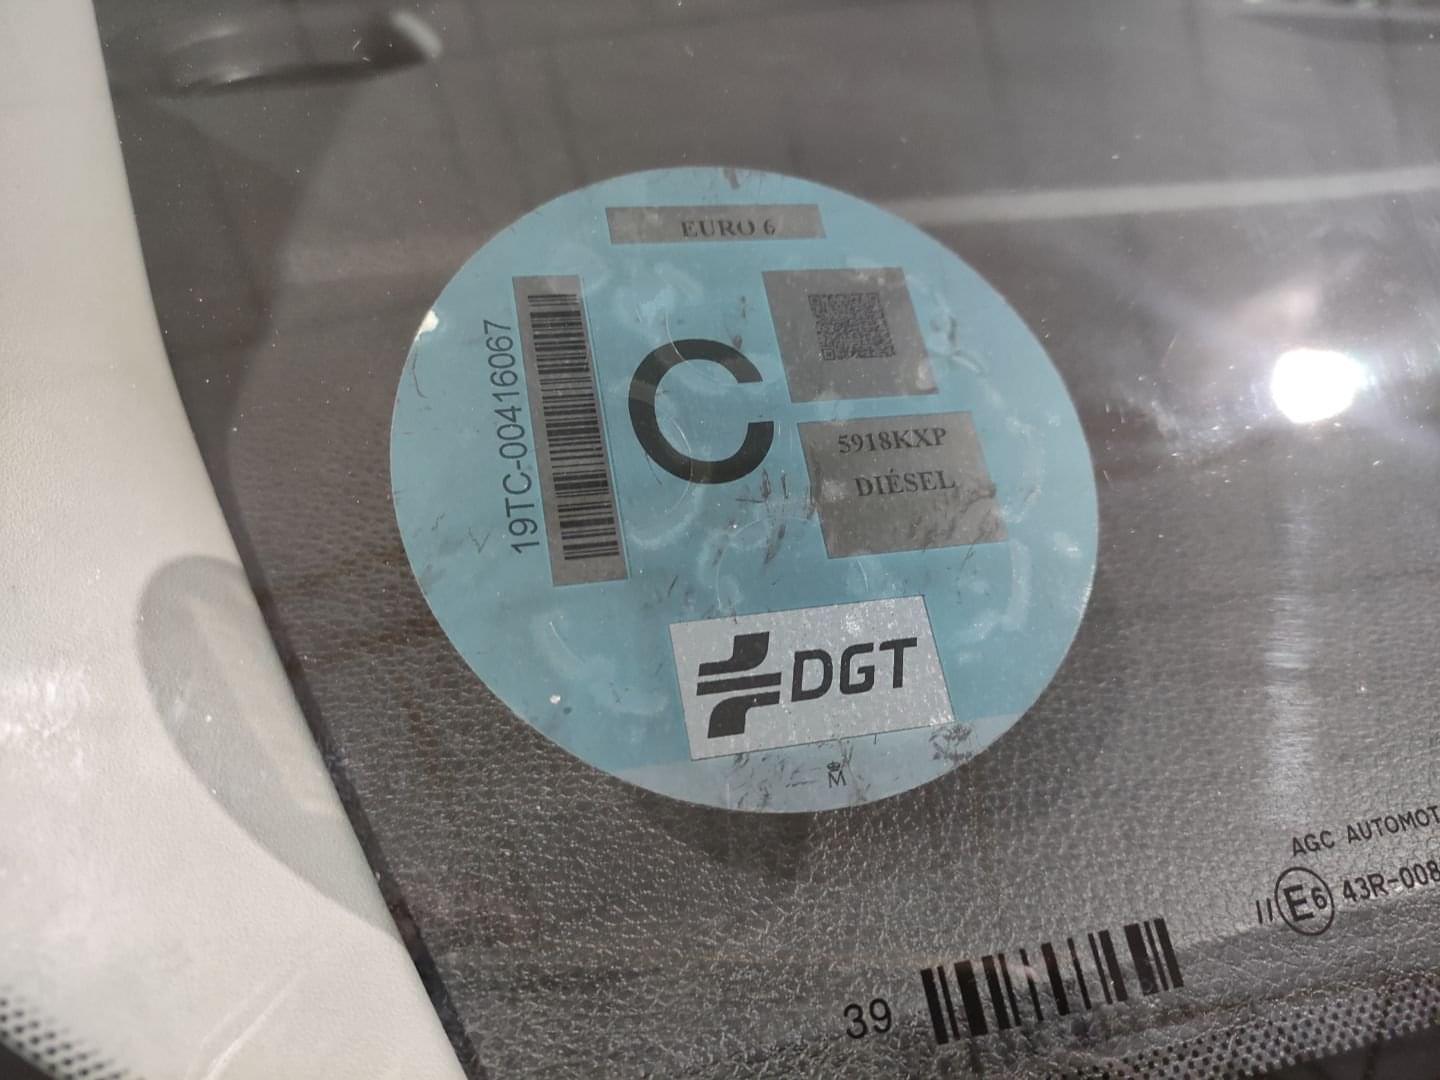 EURO 6
19TC-00416067
C
5918KXP
DIÉSEL
DGT
M
AGC AUTOMOT
E6 43R-008
39